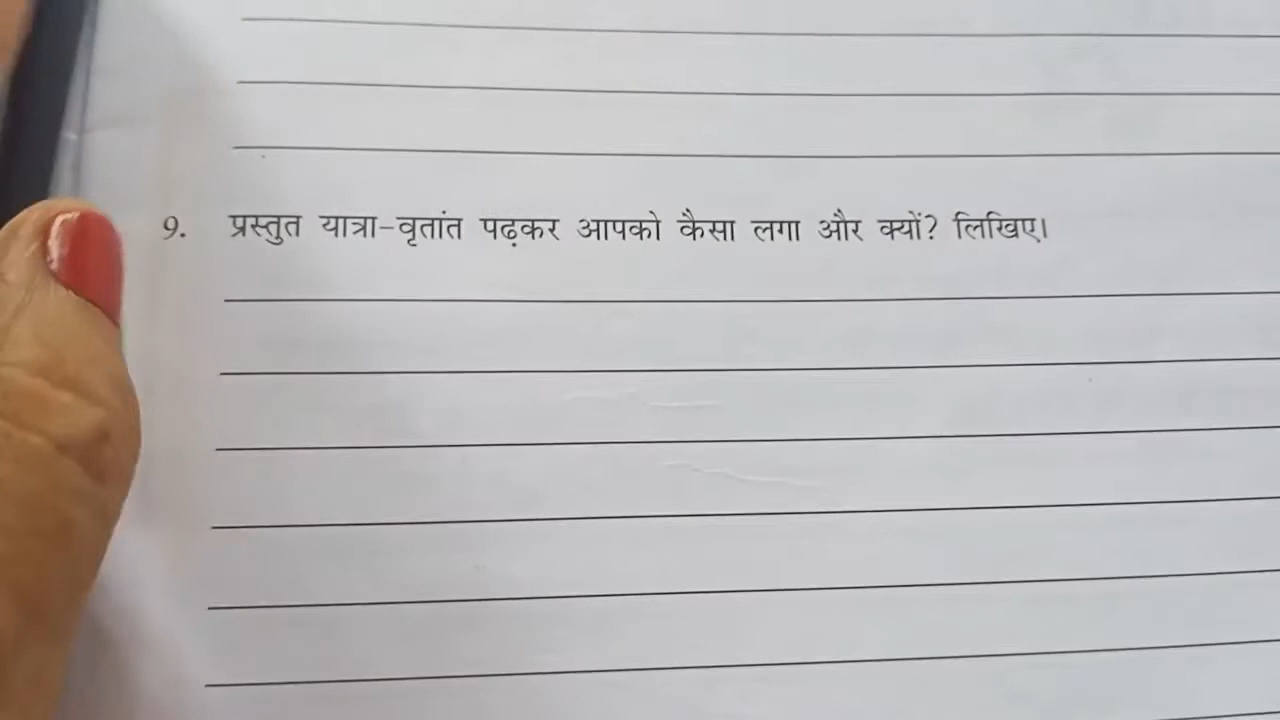 9. प्रस्तुत यात्रा-वृतांत पढ़कर आपको कैसा लगा और क्यों? लिखिए।